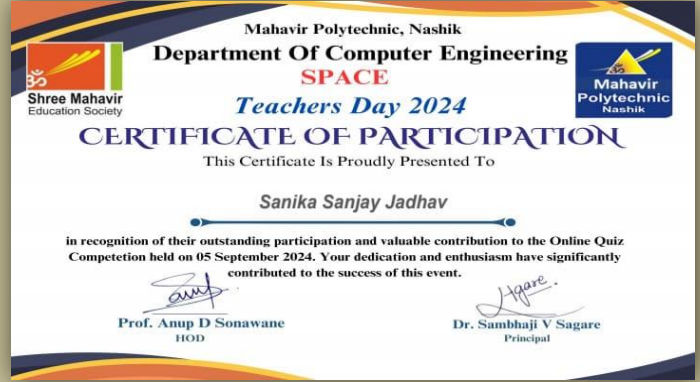 Mahavir Polytechnic, Nashik
Department Of Computer Engineering
SPACE
ॐ
Shree Mahavir
Education Society
Mahavir
Polytechnic
Nashik
Teachers Day 2024
CERTIFICATE OF PARTICIPATION
This Certificate Is Proudly Presented To
Sanika Sanjay Jadhav
in recognition of their outstanding participation and valuable contribution to the Online Quiz
Competetion held on 05 September 2024. Your dedication and enthusiasm have significantly
contributed to the success of this event.
Prof. Anup D Sonawane
HOD
Dr. Sambhaji V Sagare
Principal